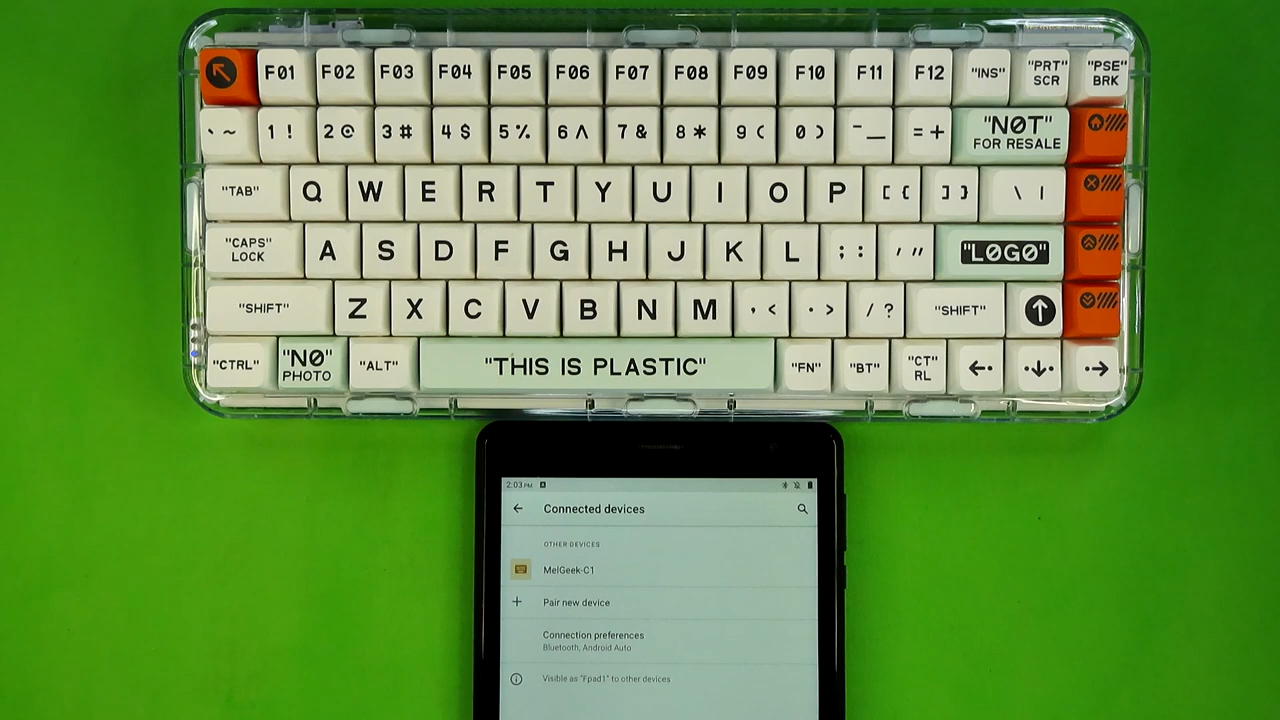 F01 F02 F03 F04 F05 F06 F07 F08 F09 F10 F11 F12 "INS" "PRT" SCR "PSE" BRK
` ~ 1 ! 2 @ 3 # 4 $ 5 % 6 ^ 7 & 8 * 9 ( 0 ) - _ = + "NOT" FOR RESALE
"TAB" Q W E R T Y U I O P [ { ] } \ |
"CAPS" LOCK A S D F G H J K L ; : ' " "LOGO"
"SHIFT" Z X C V B N M , < . > / ? "SHIFT" ↑
"CTRL" "NO" PHOTO "ALT" "THIS IS PLASTIC" "FN" "BT" "CT" RL ← ↓ →
2:03 PM
Connected devices
OTHER DEVICES
MelGeek-C1
Pair new device
Connection preferences
Bluetooth, Android Auto
Visible as "Fpad1" to other devices